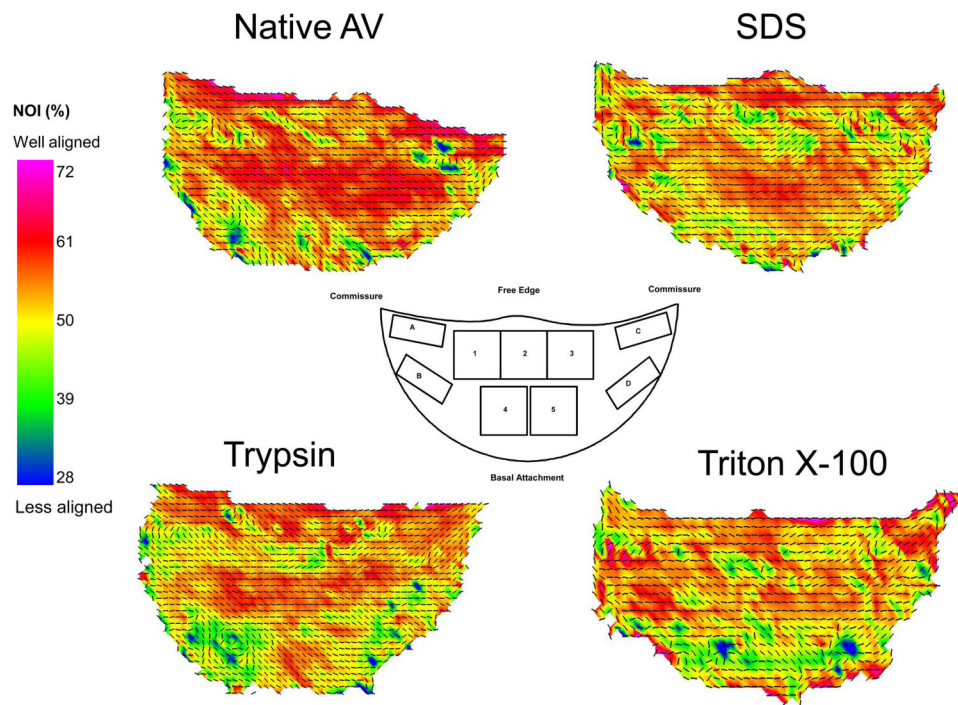 Native AV
SDS
NOI (%)
Well aligned
72
61
50
39
28
Less aligned
Commissure
Free Edge
Commissure
A
C
1
2
3
B
D
4
5
Basal Attachment
Trypsin
Triton X-100